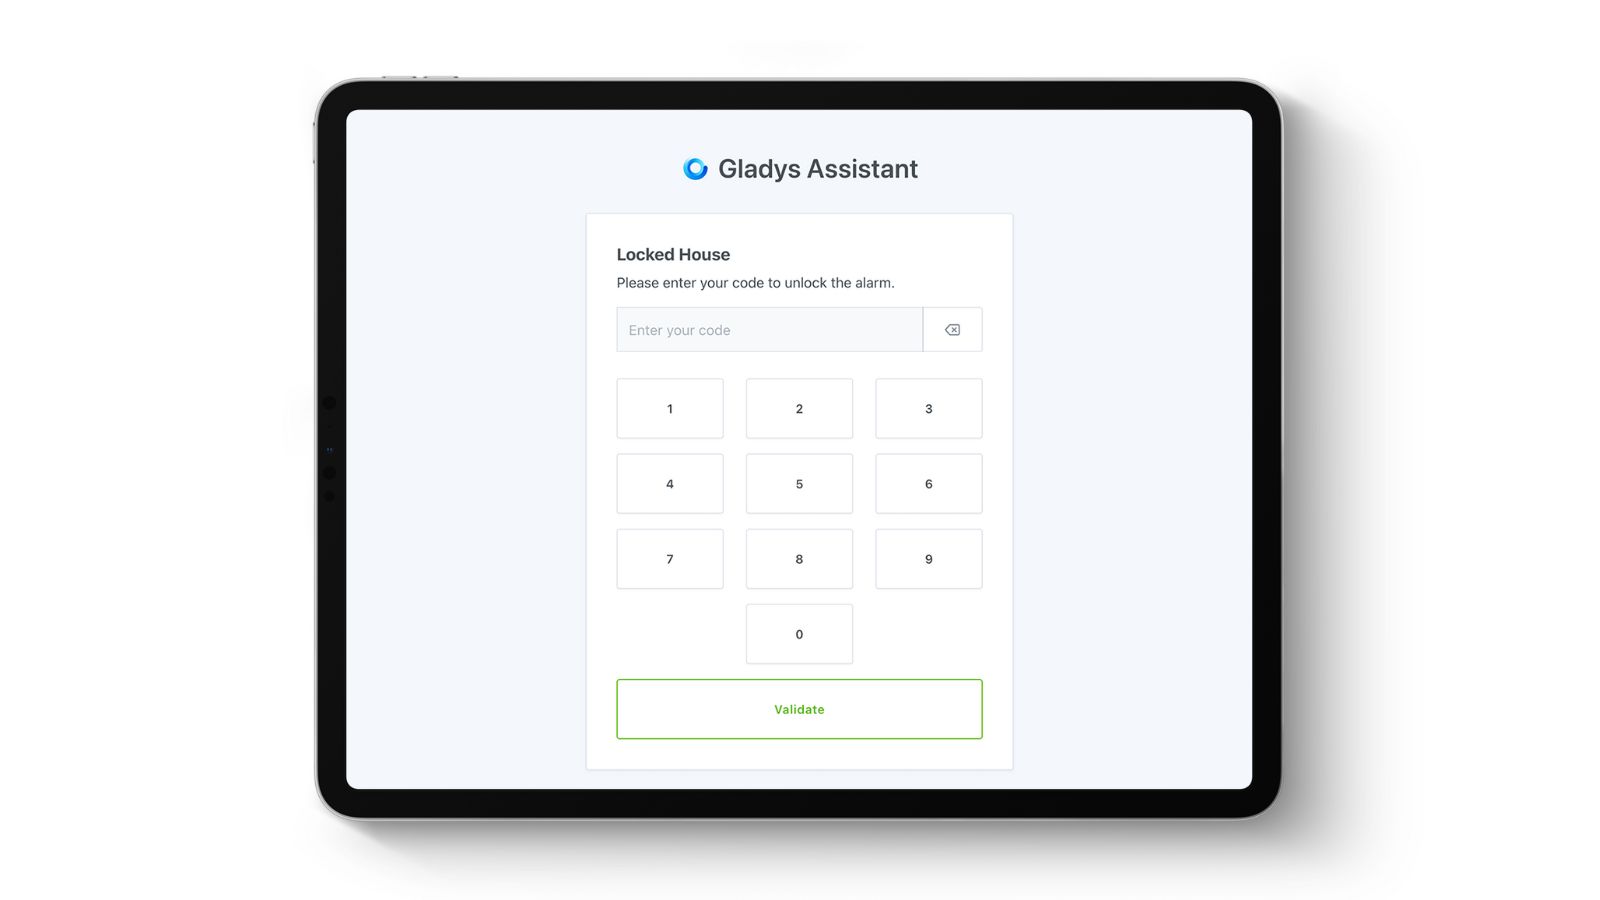 Gladys Assistant
Locked House
Please enter your code to unlock the alarm.
Enter your code
1 2 3
4 5 6
7 8 9
0
Validate